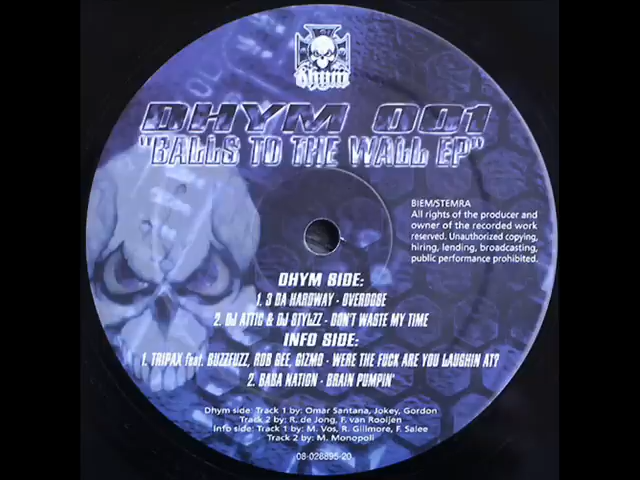 dhym
DHYM 001
"BALLS TO THE WALL EP"
BIEM/STEMRA
All rights of the producer and
owner of the recorded work
reserved. Unauthorized copying,
hiring, lending, broadcasting,
public performance prohibited.
DHYM SIDE:
1. 3 DA HARDWAY - OVERDOSE
2. DJ ATTIC & DJ STYLZZ - DON'T WASTE MY TIME
INFO SIDE:
1. TRIPAX feat. BUZZFUZZ, ROB GEE, GIZMO - WERE THE FUCK ARE YOU LAUGHIN AT?
2. BABA NATION - BRAIN PUMPIN'
Dhym side: Track 1 by: Omar Santana, Jokey, Gordon
Track 2 by: R. de Jong, F. van Rooijen
Info side: Track 1 by: M. Vos, R. Gillmore, F. Salee
Track 2 by: M. Monopoli
08-028895-20